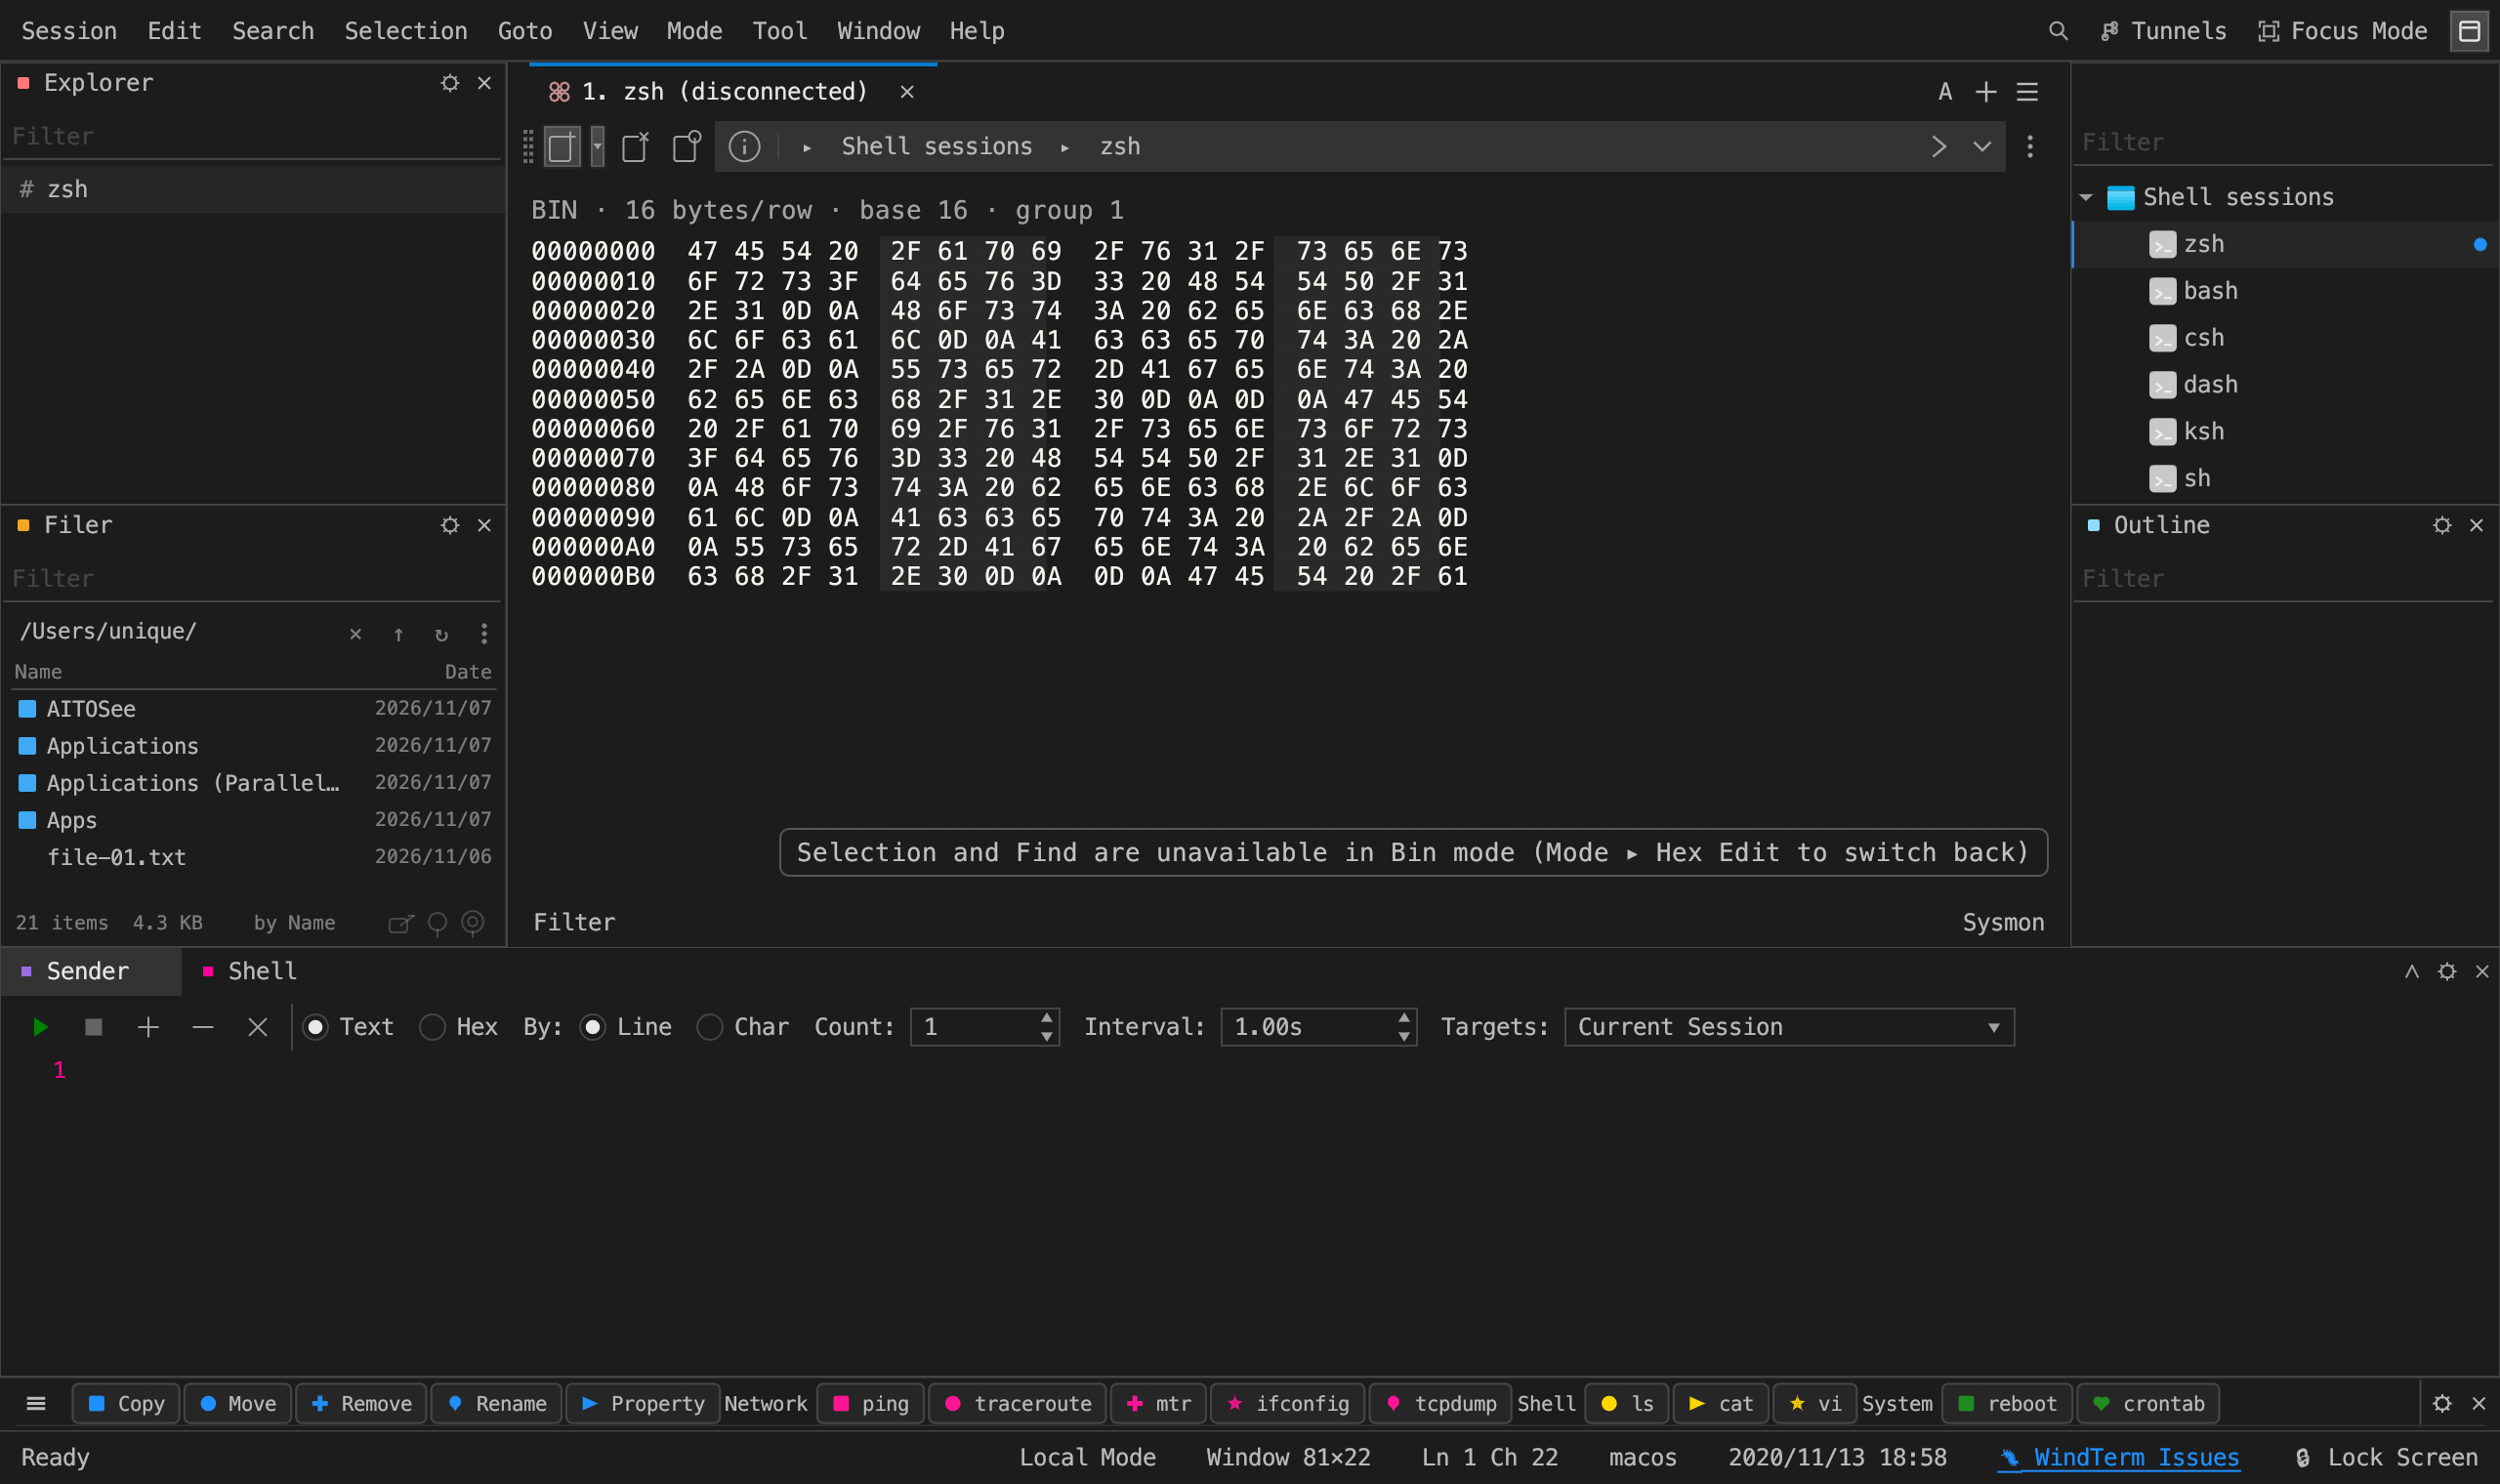 Session Edit Search Selection Goto View Mode Tool Window Help
Tunnels Focus Mode
Explorer
Filter
# zsh
Filer
Filter
/Users/unique/
Name Date
AITOSee 2026/11/07
Applications 2026/11/07
Applications (Parallel… 2026/11/07
Apps 2026/11/07
file-01.txt 2026/11/06
21 items 4.3 KB by Name
1. zsh (disconnected)
A
Shell sessions ▸ zsh
BIN · 16 bytes/row · base 16 · group 1
00000000 47 45 54 20 2F 61 70 69 2F 76 31 2F 73 65 6E 73
00000010 6F 72 73 3F 64 65 76 3D 33 20 48 54 54 50 2F 31
00000020 2E 31 0D 0A 48 6F 73 74 3A 20 62 65 6E 63 68 2E
00000030 6C 6F 63 61 6C 0D 0A 41 63 63 65 70 74 3A 20 2A
00000040 2F 2A 0D 0A 55 73 65 72 2D 41 67 65 6E 74 3A 20
00000050 62 65 6E 63 68 2F 31 2E 30 0D 0A 0D 0A 47 45 54
00000060 20 2F 61 70 69 2F 76 31 2F 73 65 6E 73 6F 72 73
00000070 3F 64 65 76 3D 33 20 48 54 54 50 2F 31 2E 31 0D
00000080 0A 48 6F 73 74 3A 20 62 65 6E 63 68 2E 6C 6F 63
00000090 61 6C 0D 0A 41 63 63 65 70 74 3A 20 2A 2F 2A 0D
000000A0 0A 55 73 65 72 2D 41 67 65 6E 74 3A 20 62 65 6E
000000B0 63 68 2F 31 2E 30 0D 0A 0D 0A 47 45 54 20 2F 61
Selection and Find are unavailable in Bin mode (Mode ▸ Hex Edit to switch back)
Filter Sysmon
Filter
Shell sessions
zsh
bash
csh
dash
ksh
sh
Outline
Filter
Sender Shell
Text Hex By: Line Char Count: 1 Interval: 1.00s Targets: Current Session
1
Copy Move Remove Rename Property Network ping traceroute mtr ifconfig tcpdump Shell ls cat vi System reboot crontab
Ready Local Mode Window 81×22 Ln 1 Ch 22 macos 2020/11/13 18:58 WindTerm Issues Lock Screen